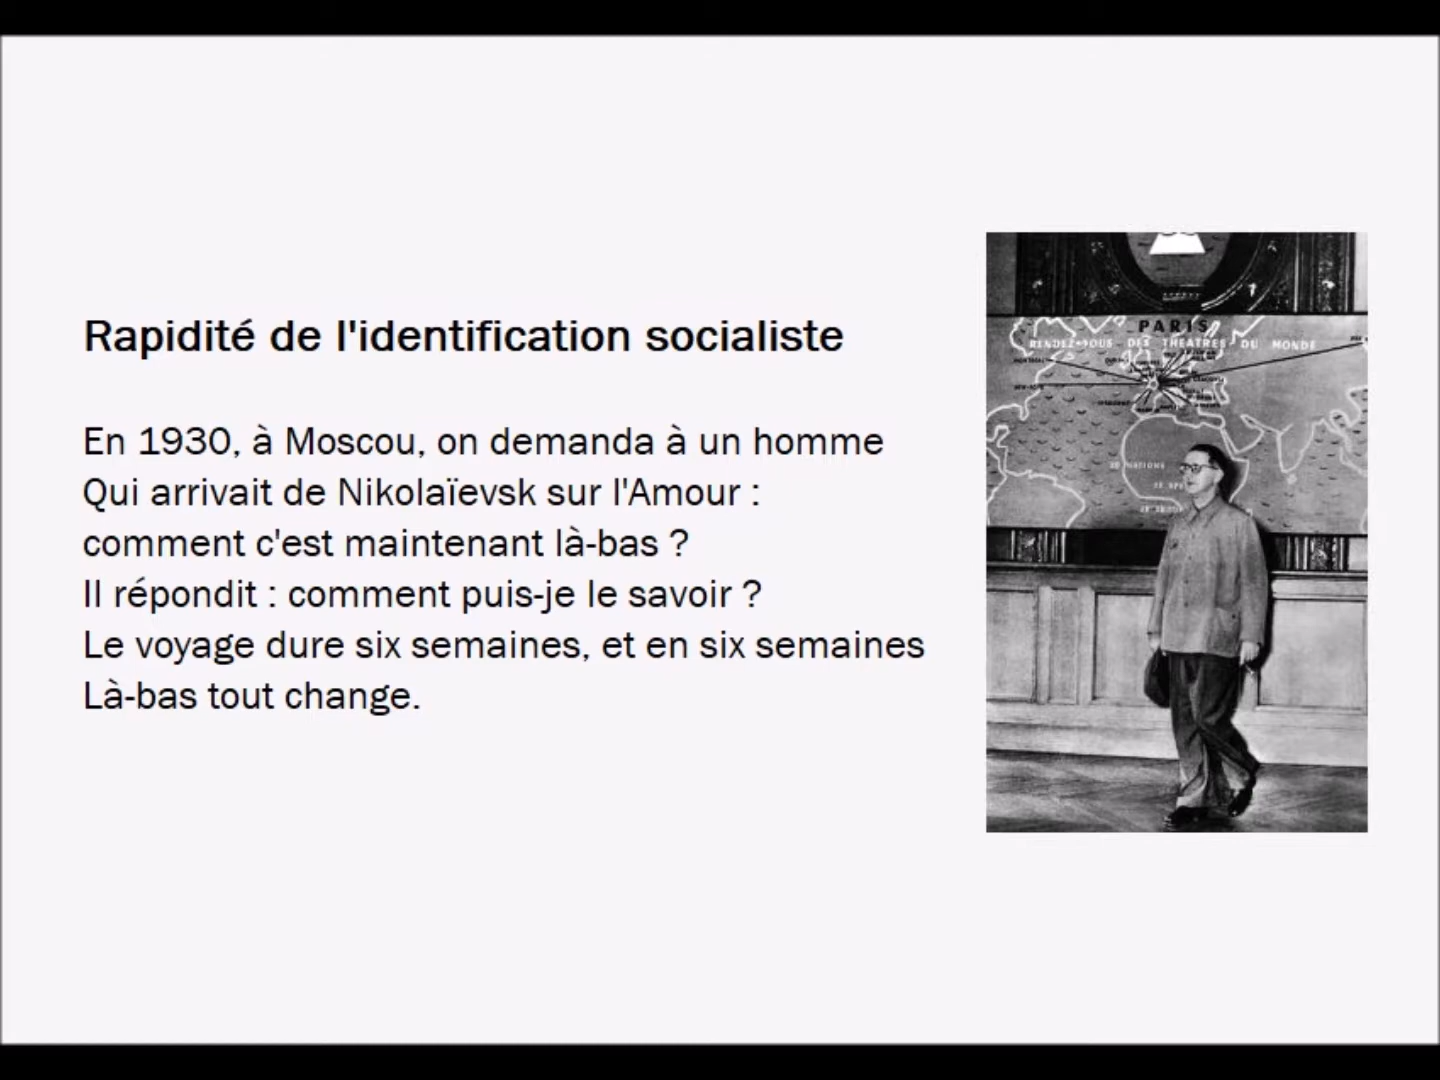 Rapidité de l'identification socialiste
En 1930, à Moscou, on demanda à un homme
Qui arrivait de Nikolaïevsk sur l'Amour :
comment c'est maintenant là-bas ?
Il répondit : comment puis-je le savoir ?
Le voyage dure six semaines, et en six semaines
Là-bas tout change.
PARIS
RENDEZ-VOUS DES THEATRES DU MONDE